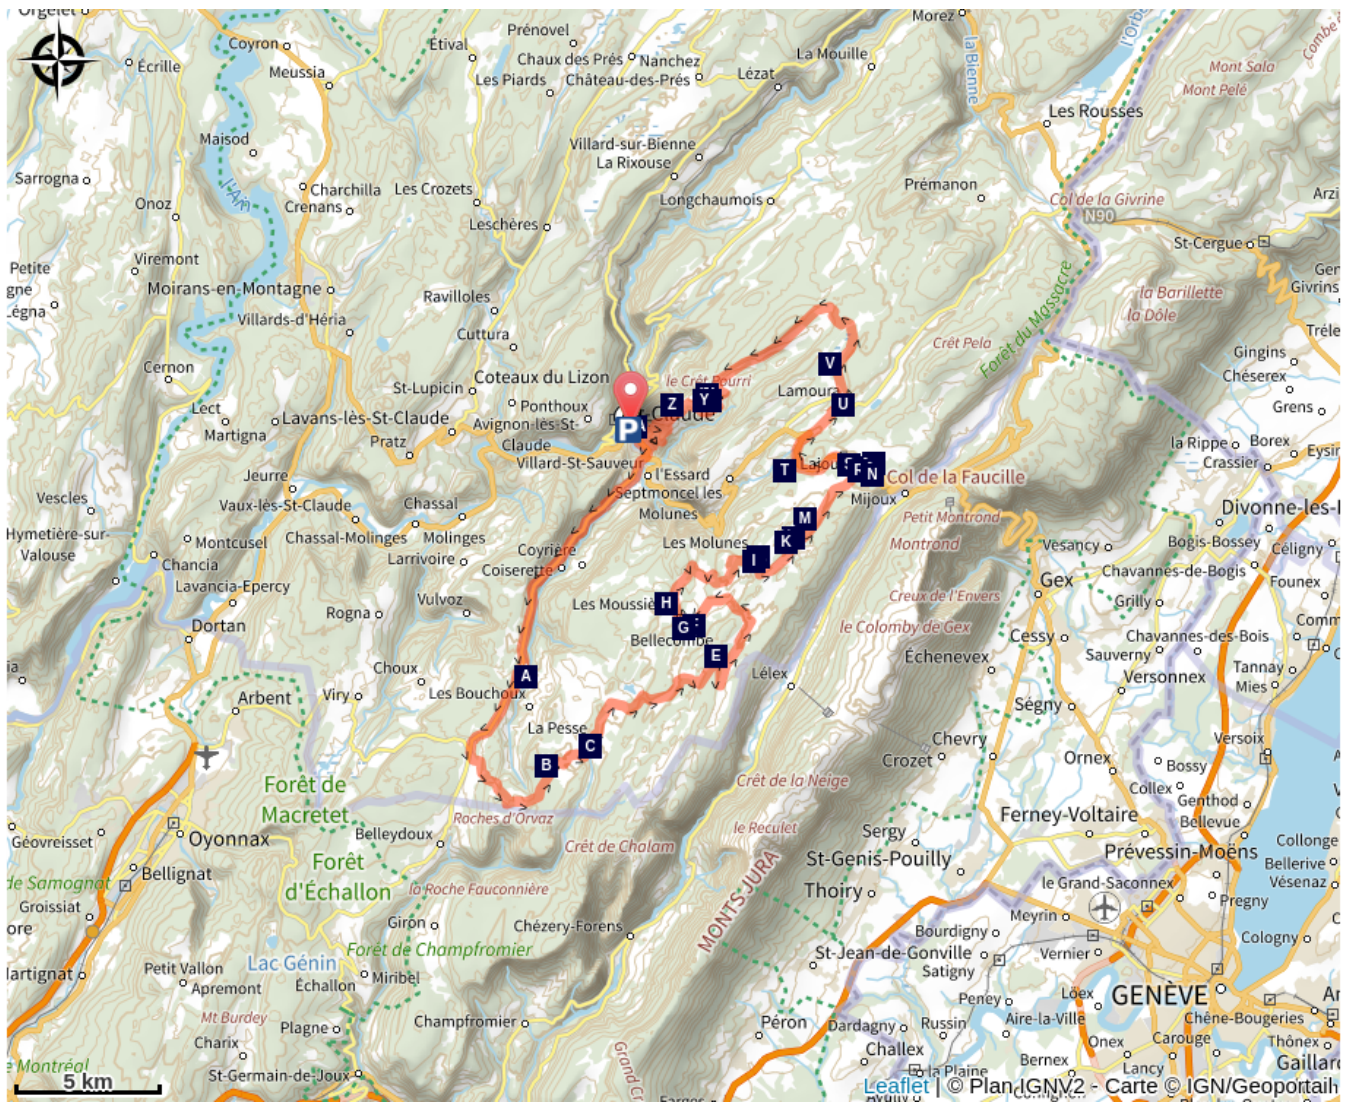 Orgelet
Coyron
Écrille
Meussia
Étival
Prénovel
Chaux des Prés
Nanchez
Les Piards
Château-des-Prés
Lézat
La Mouille
Morez
la Bienne
l'Orbe
Mont Sala
Mont Pelé
Les Rousses
Maisod
l'Ain
Sarrogna
Onoz
Charchilla
Crenans
Les Crozets
Leschères
Villard-sur-Bienne
La Rixouse
Longchaumois
Prémanon
Col de la Givrine
N90
St-Cergue
Arzi
Petite
Viremont
Moirans-en-Montagne
Villards-d'Héria
Ravilloles
Cuttura
Forêt du Massacre
la Barillette
la Dôle
Givrins
Crêt Pela
Gingins
Chéserex
Grens
Cernon
St-Lupicin
Coteaux du Lizon
le Crêt Pourri
Lamoura
V
U
Z
Y
P
Ponthoux
Avignon-lès-St-
Claude
Lect
Martigna
Lavans-lès-St-Claude
Pratz
Villard-St-Sauveur
l'Essard
Septmoncel les
Molunes
T
Lajoux
N
Col de la Faucille
Mijoux
la Rippe
Borex
Crassier
Eysin
Jeurre
Vaux-lès-St-Claude
Chassal
Chassal-Molinges
Molinges
Larrivoire
Vescles
Hymetière-sur-
Valouse
Montcusel
Chancia
Lavancia-Epercy
Coyrière
Coiserette
Les Molunes
M
K
I
Petit Montrond
Montrond
Divonne-les-
Vesancy
Bogis-Bossey
Céligny
Chavannes-de-Bogis
Founex
Gex
Grilly
Dortan
Rogna
Vulvoz
H
G
Bellecombe
E
Creux de l'Envers
le Colomby de Gex
Cessy
Échenevex
Chavannes-des-Bois
Sauverny
Tannay
Mies
Versonnex
Choux
Viry
Arbent
Les Bouchoux
A
La Pesse
B
C
Lélex
Ségny
Chevry
Crozet
Ornex
Versoix
Bossy
Collex
Genthod
Bellevue
Forêt de
Macretet
Roches d'Orvaz
Crêt de la Neige
le Reculet
Crêt de Chalam
Ferney-Voltaire
Géovreisset
Oyonnax
Belleydoux
Sergy
St-Genis-Pouilly
Prévessin-Moëns
Collonge
Bellerive
Vésenaz
Bellignat
Forêt
d'Échallon
la Roche Fauconnière
Thoiry
le Grand-Saconnex
Pregny
de Samognat
Groissiat
Giron
Chézery-Forens
MONTS JURA
Meyrin
Bourdigny
Vernier
Cologny
Forêt de Champfromier
Lac Génin
St-Jean-de-Gonville
Satigny
Martignat
Petit Vallon
Apremont
Échallon
Miribel
Peney
Loëx
Aire-la-Ville
GENÈVE
Chêne-Bougeries
Mt Burdey
Plagne
Charix
Champfromier
Péron
Dardagny
Russin
Onex
Carouge
Thônex
Challex
Bernex
Lancy
Gaillard
St-Germain-de-Joux
la Plaine
5 km
Leaflet | © Plan IGNV2 - Carte © IGN/Geoportail